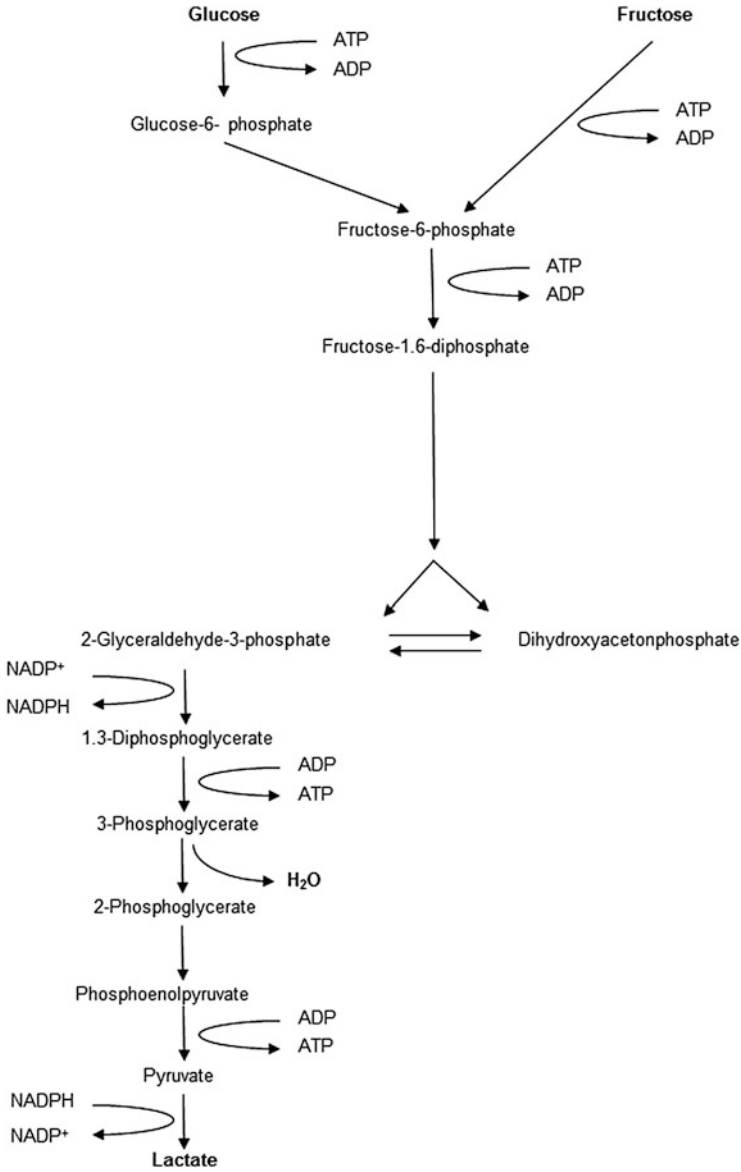 Glucose
Fructose
ATP
ADP
Glucose-6- phosphate
ATP
ADP
Fructose-6-phosphate
ATP
ADP
Fructose-1.6-diphosphate
2-Glyceraldehyde-3-phosphate
Dihydroxyacetonphosphate
NADP⁺
NADPH
1.3-Diphosphoglycerate
ADP
ATP
3-Phosphoglycerate
H₂O
2-Phosphoglycerate
Phosphoenolpyruvate
ADP
ATP
Pyruvate
NADPH
NADP⁺
Lactate